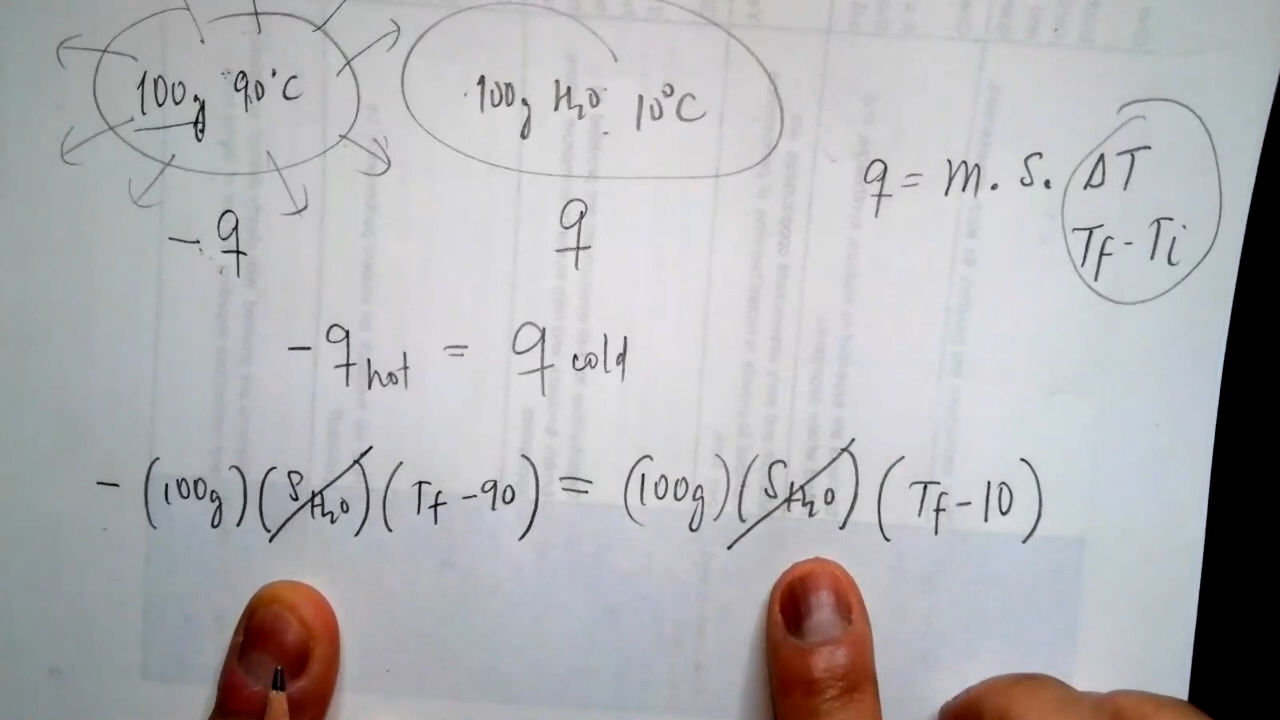 100g 90°C
100g H₂O 10°C
q = m . S . ΔT
Tf - Ti
- q
q
- q hot = q cold
- (100g) (S H₂O) (Tf - 90) = (100g) (S H₂O) (Tf - 10)